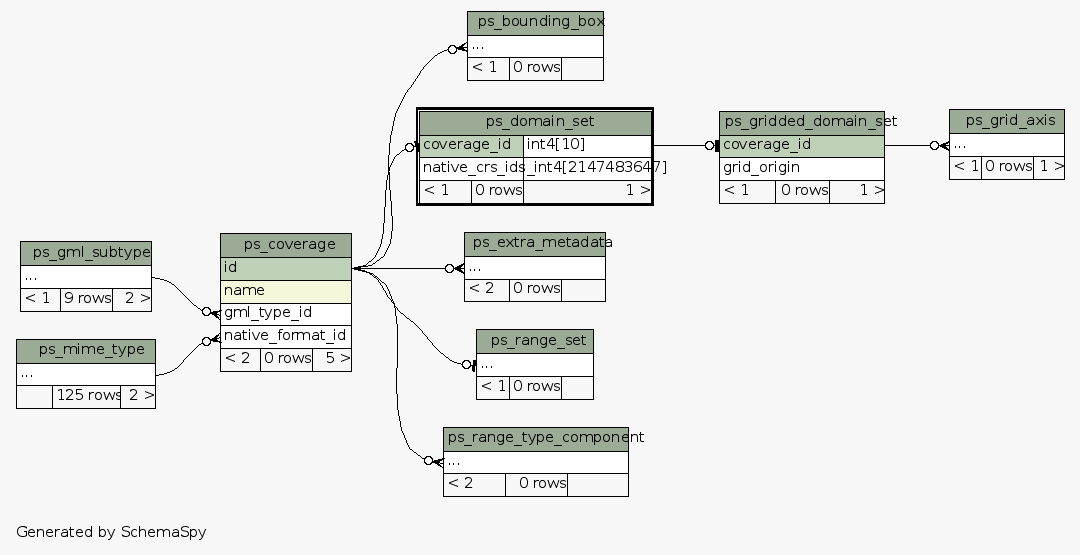 ps_bounding_box
...
< 1 0 rows
ps_domain_set
coverage_id int4[10]
native_crs_ids _int4[2147483647]
< 1 0 rows 1 >
ps_gridded_domain_set
coverage_id
grid_origin
< 1 0 rows 1 >
ps_grid_axis
...
< 1 0 rows 1 >
ps_gml_subtype
...
< 1 9 rows 2 >
ps_mime_type
...
125 rows 2 >
ps_coverage
id
name
gml_type_id
native_format_id
< 2 0 rows 5 >
ps_extra_metadata
...
< 2 0 rows
ps_range_set
...
< 1 0 rows
ps_range_type_component
...
< 2 0 rows
Generated by SchemaSpy